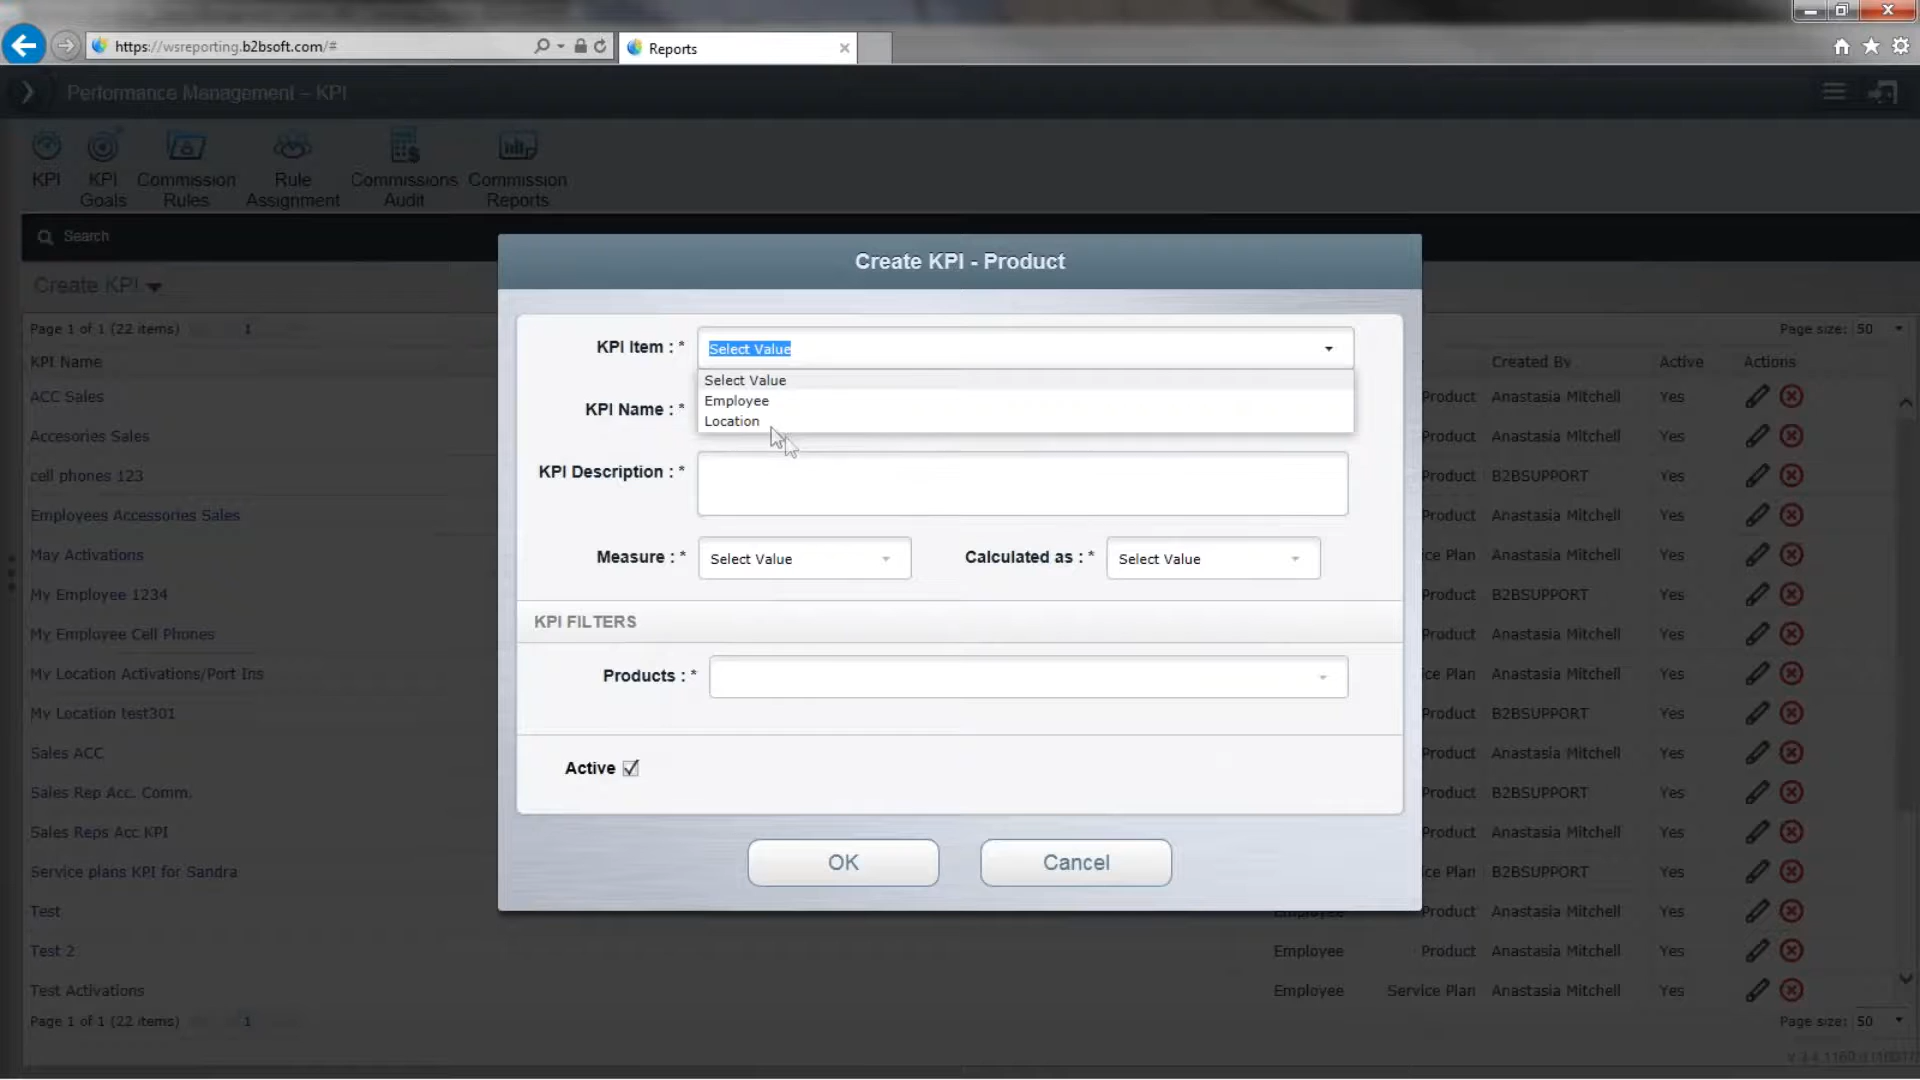 https://wsreporting.b2bsoft.com/#
Reports
Performance Management – KPI
KPI
KPI Goals
Commission Rules
Rule Assignment
Commissions Audit
Commission Reports
Search
Create KPI
Page 1 of 1 (22 items) 1
Page size: 50
KPI Name
Created By Active Actions
ACC Sales Product Anastasia Mitchell Yes
Accesories Sales Product Anastasia Mitchell Yes
cell phones 123 Product B2BSUPPORT Yes
Employees Accessories Sales Product Anastasia Mitchell Yes
May Activations ce Plan Anastasia Mitchell Yes
My Employee 1234 Product B2BSUPPORT Yes
My Employee Cell Phones Product Anastasia Mitchell Yes
My Location Activations/Port Ins ce Plan Anastasia Mitchell Yes
My Location test301 Product B2BSUPPORT Yes
Sales ACC Product Anastasia Mitchell Yes
Sales Rep Acc. Comm. Product B2BSUPPORT Yes
Sales Reps Acc KPI Product Anastasia Mitchell Yes
Service plans KPI for Sandra ce Plan B2BSUPPORT Yes
Test Employee Product Anastasia Mitchell Yes
Test 2 Employee Product Anastasia Mitchell Yes
Test Activations Employee Service Plan Anastasia Mitchell Yes
Page 1 of 1 (22 items) 1
Page size: 50
Create KPI - Product
KPI Item : * Select Value
Select Value
Employee
Location
KPI Name : *
KPI Description : *
Measure : * Select Value Calculated as : * Select Value
KPI FILTERS
Products : *
Active
OK Cancel